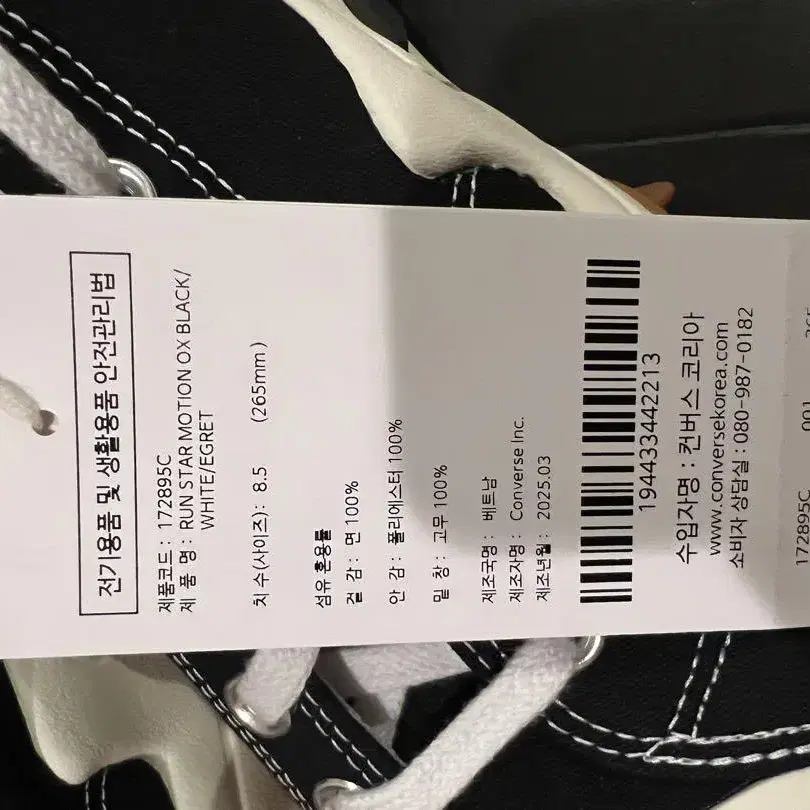 전기용품 및 생활용품 안전관리법
제품코드 : 172895C
제 품 명 : RUN STAR MOTION OX BLACK/
WHITE/EGRET
치 수(사이즈): 8.5 (265mm)
섬유 혼용률
겉 감 : 면 100%
안 감 : 폴리에스터 100%
밑 창 : 고무 100%
제조국명 : 베트남
제조자명 : Converse Inc.
제조년월 : 2025.03
194433442213
수입자명 : 컨버스 코리아
www.conversekorea.com
소비자 상담실 : 080-987-0182
172895C 001 265